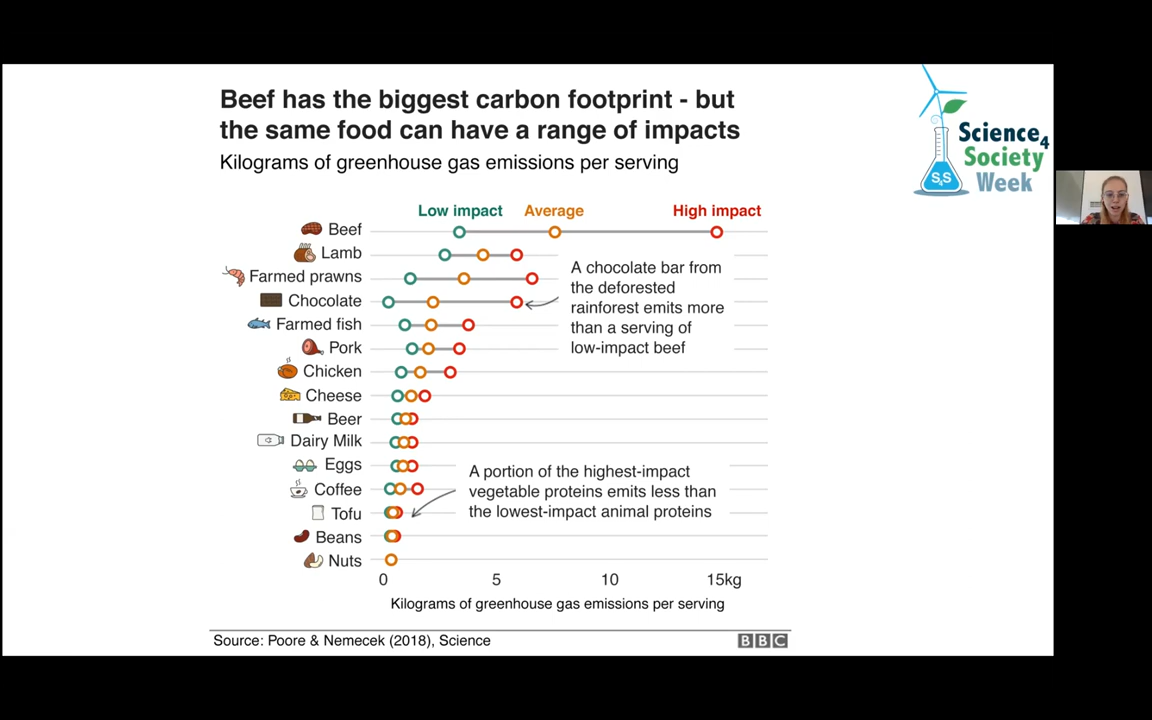 Beef has the biggest carbon footprint - but
the same food can have a range of impacts
Kilograms of greenhouse gas emissions per serving
Science4
Society
Week
S4S
Low impact
Average
High impact
Beef
Lamb
Farmed prawns
Chocolate
Farmed fish
Pork
Chicken
Cheese
Beer
Dairy Milk
Eggs
Coffee
Tofu
Beans
Nuts
A chocolate bar from
the deforested
rainforest emits more
than a serving of
low-impact beef
A portion of the highest-impact
vegetable proteins emits less than
the lowest-impact animal proteins
0 5 10 15kg
Kilograms of greenhouse gas emissions per serving
Source: Poore & Nemecek (2018), Science
BBC